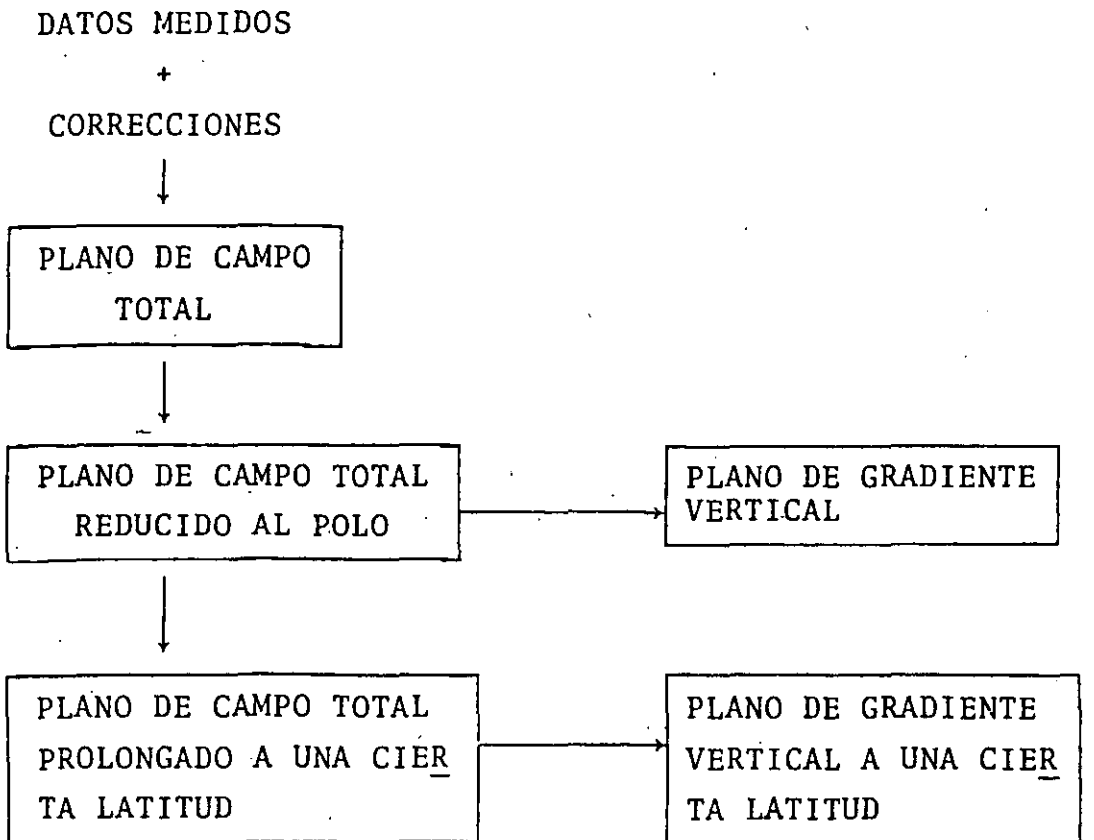 DATOS MEDIDOS
+
CORRECCIONES
PLANO DE CAMPO
TOTAL
PLANO DE CAMPO TOTAL
REDUCIDO AL POLO
PLANO DE GRADIENTE
VERTICAL
PLANO DE CAMPO TOTAL
PROLONGADO A UNA CIER
TA LATITUD
PLANO DE GRADIENTE
VERTICAL A UNA CIER
TA LATITUD